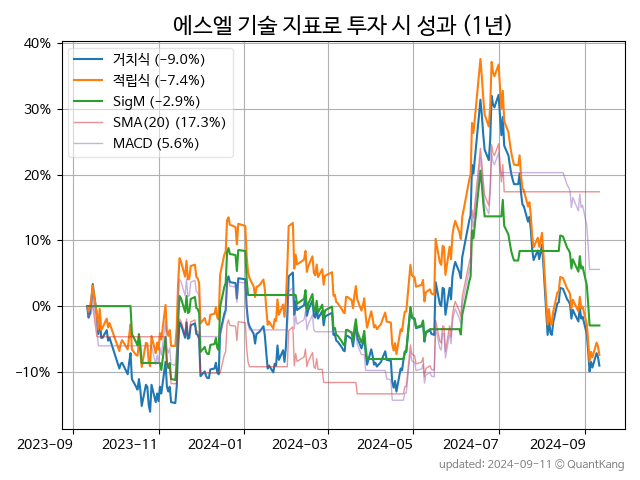 에스엘 기술 지표로 투자 시 성과 (1년)
40%
30%
20%
10%
0%
−10%
거치식 (−9.0%)
적립식 (−7.4%)
SigM (−2.9%)
SMA(20) (17.3%)
MACD (5.6%)
2023-09
2023-11
2024-01
2024-03
2024-05
2024-07
2024-09
updated: 2024-09-11 © QuantKang